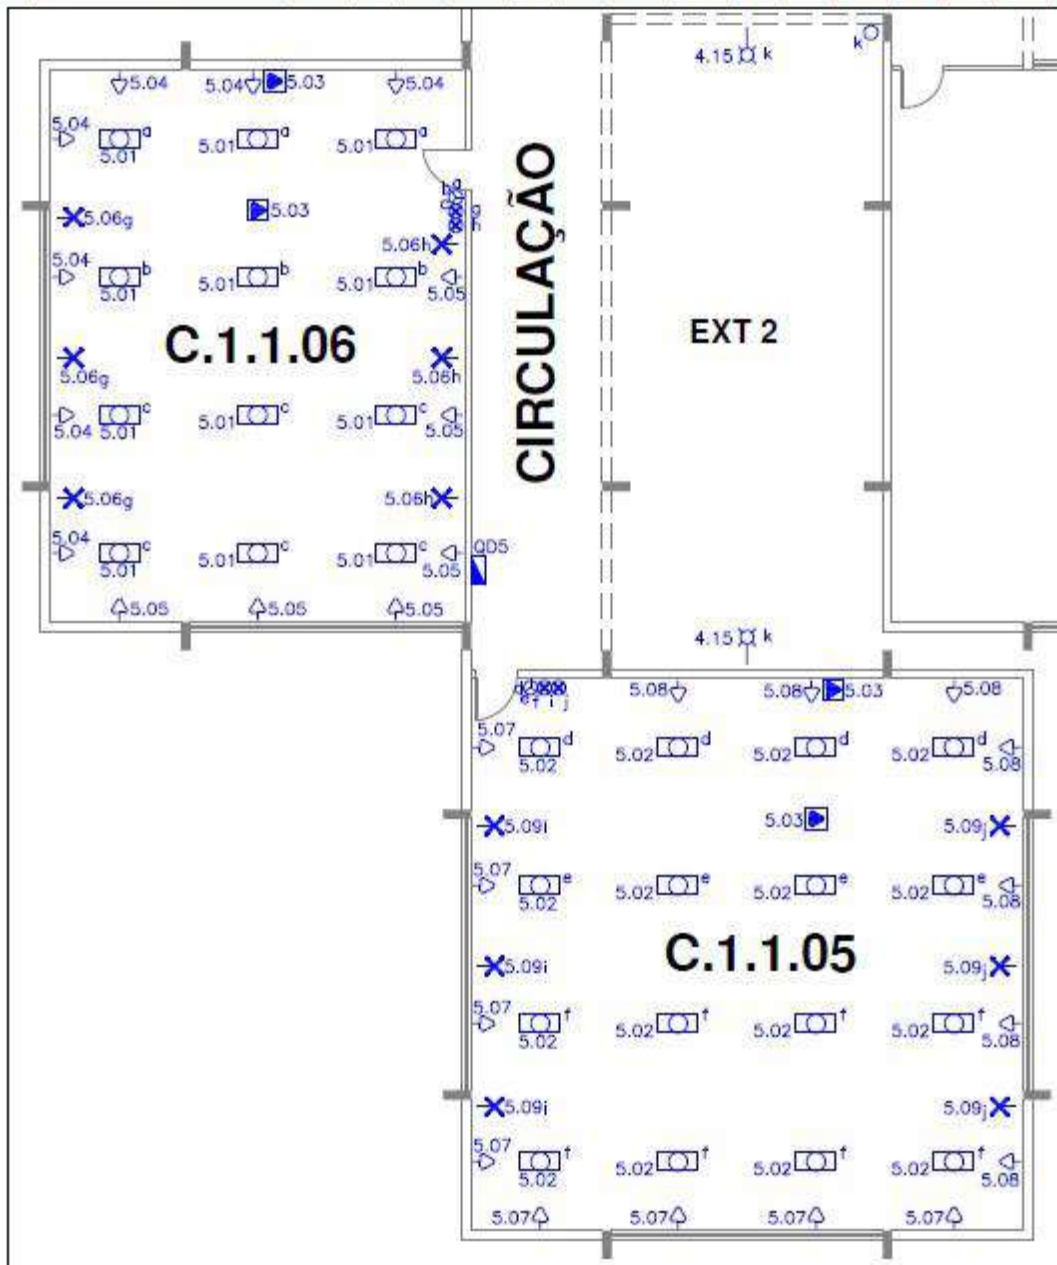 4.15 k
k
5.04 5.04 5.03 5.04
5.04
a a a
5.01 5.01 5.01
5.03
5.06g
5.06h
5.04
b b b
5.01 5.01 5.01 5.05
C.1.1.06
CIRCULAÇÃO
EXT 2
5.06g 5.06h
c c c
5.04 5.01 5.01 5.01 5.05
5.06g 5.06h
5.04
c c c
5.01 5.01 5.01 5.05
QD5
5.05 5.05 5.05
4.15 k
5.08 5.08 5.03 5.08
5.07
d d d d
5.02 5.02 5.02 5.02 5.08
5.09i 5.03 5.09j
5.07
e e e e
5.02 5.02 5.02 5.02 5.08
C.1.1.05
5.09i 5.09j
5.07
f f f f
5.02 5.02 5.02 5.02 5.08
5.09i 5.09j
5.07
f f f f
5.02 5.02 5.02 5.02 5.08
5.07 5.07 5.07 5.07